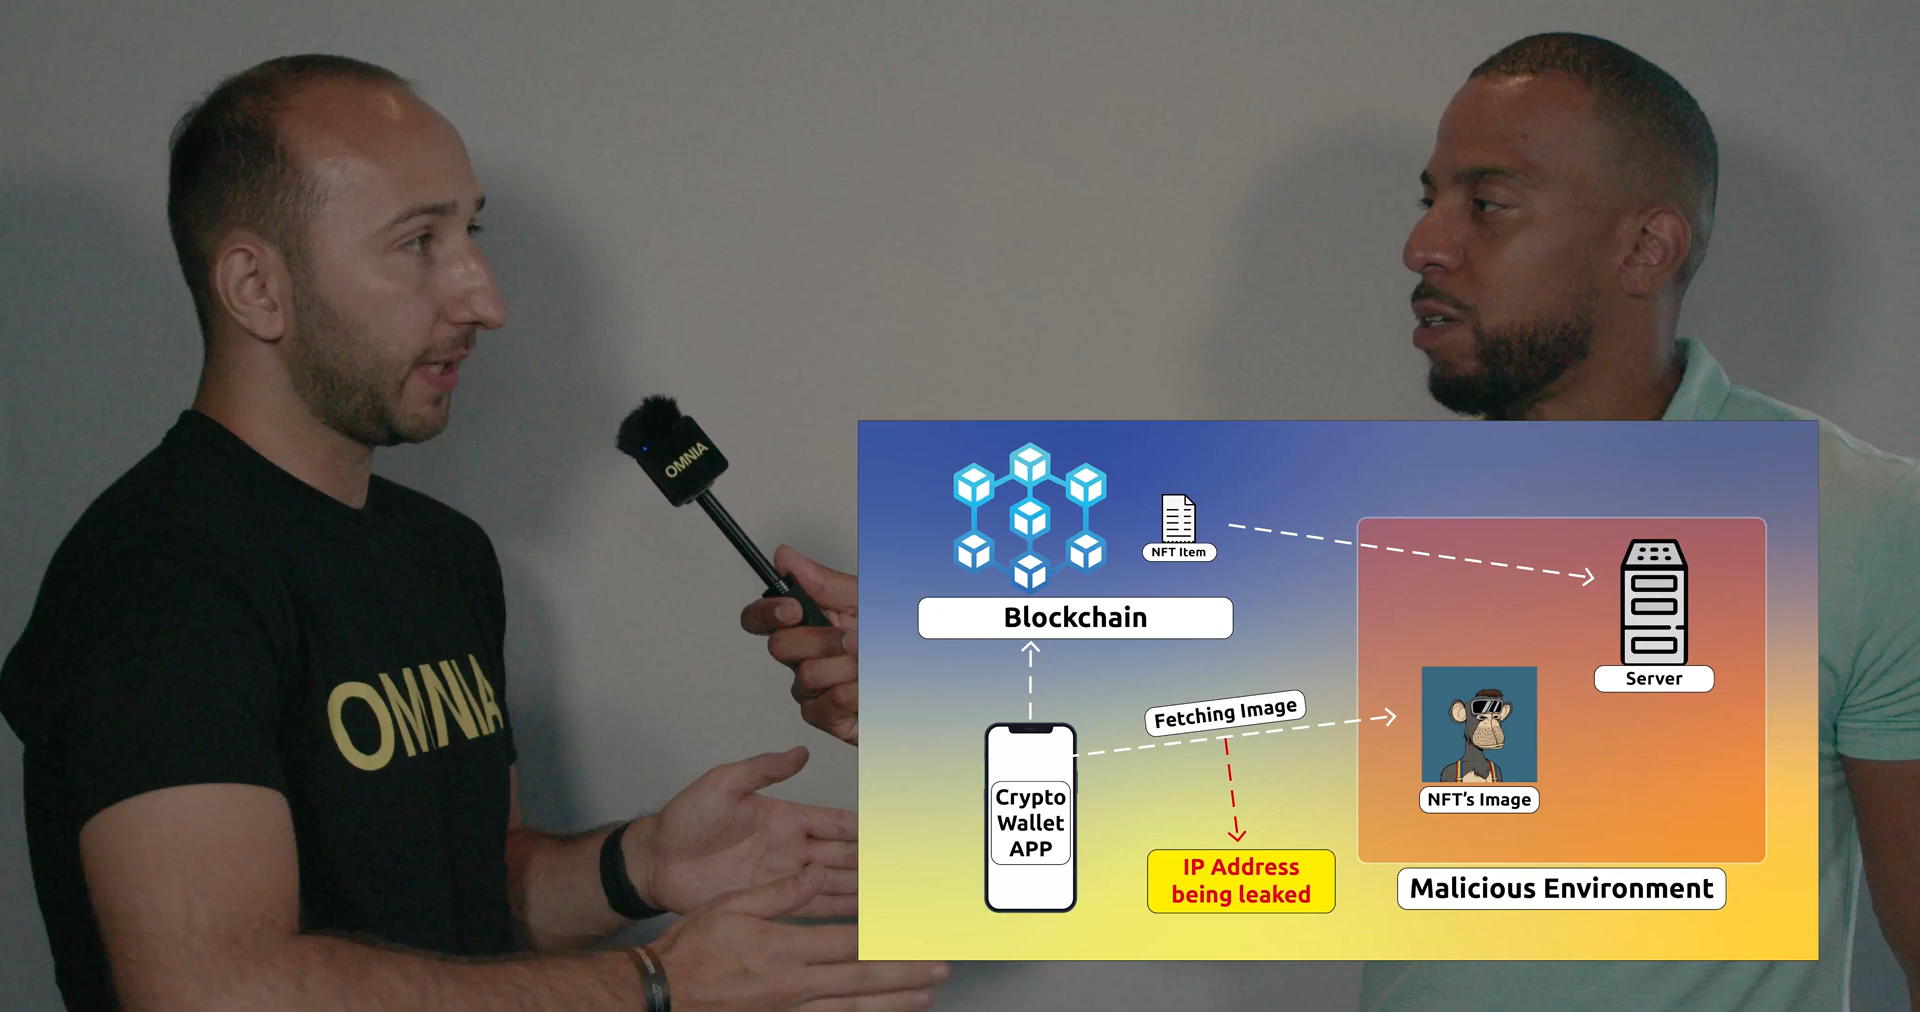 OMNIA
OMNIA
NFT Item
Blockchain
Server
Fetching Image
Crypto
Wallet
APP
NFT's Image
IP Address
being leaked
Malicious Environment